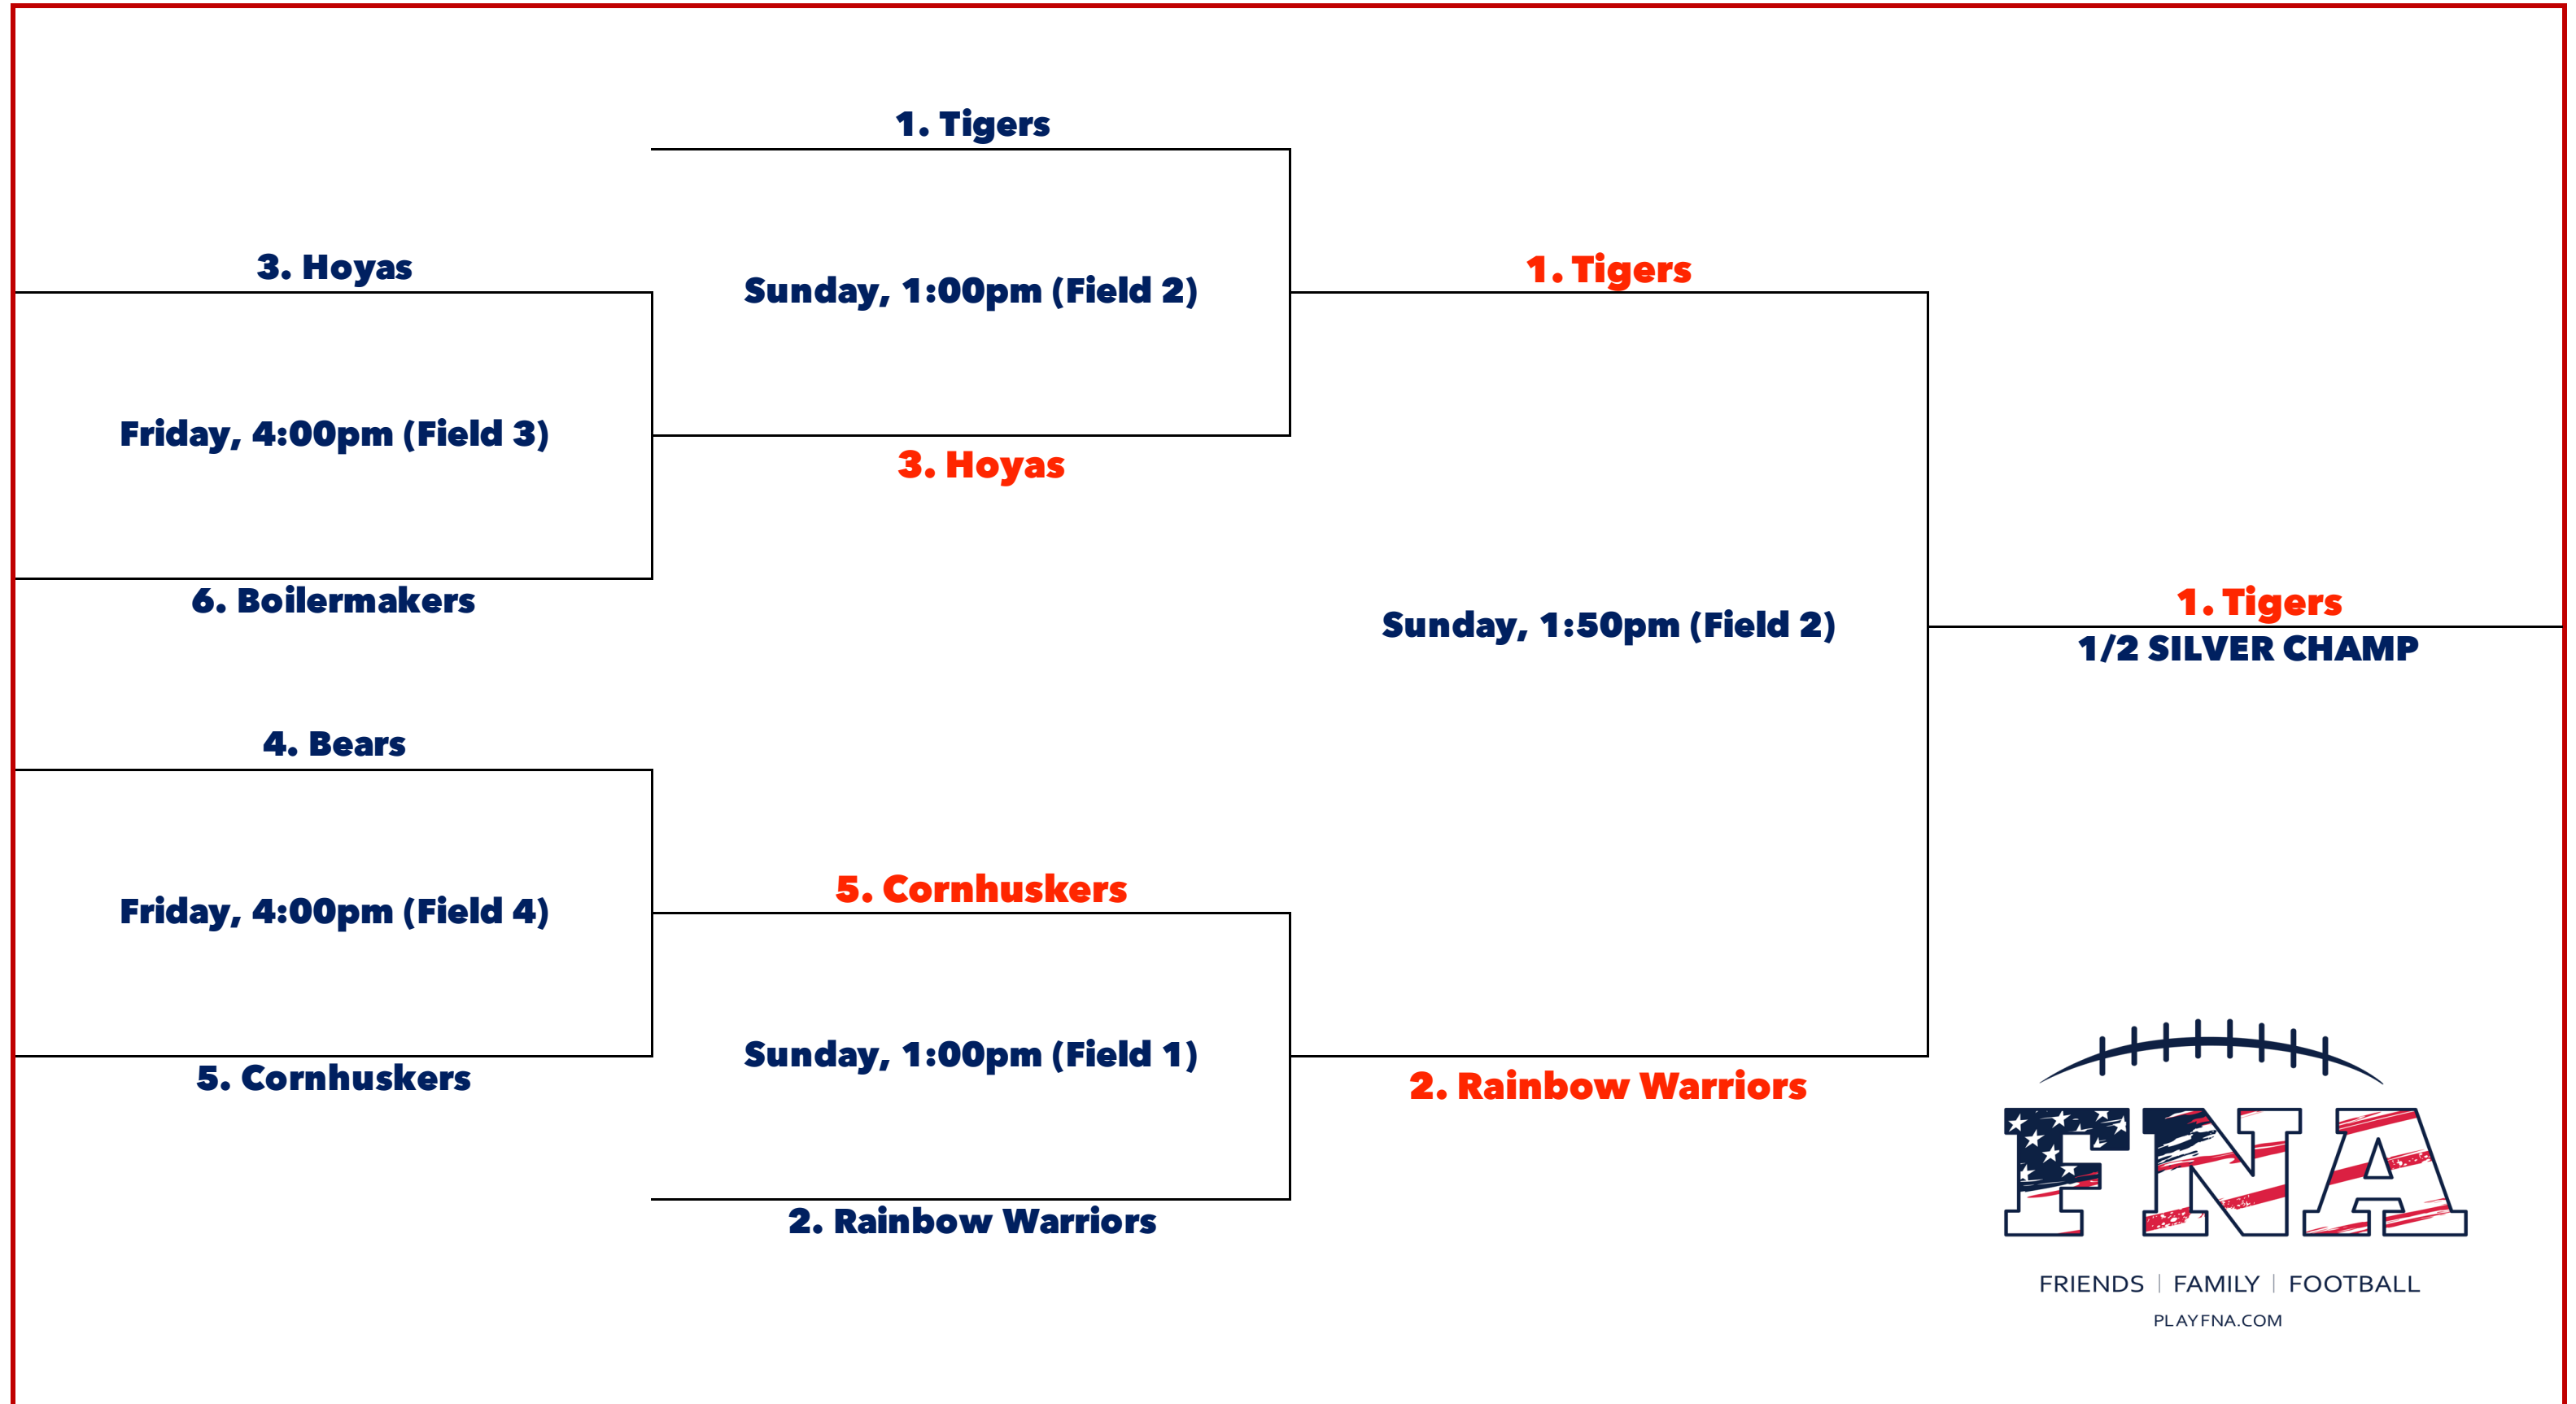 1. Tigers
3. Hoyas
Sunday, 1:00pm (Field 2)
1. Tigers
Friday, 4:00pm (Field 3)
3. Hoyas
6. Boilermakers
Sunday, 1:50pm (Field 2)
1. Tigers
1/2 SILVER CHAMP
4. Bears
5. Cornhuskers
Friday, 4:00pm (Field 4)
Sunday, 1:00pm (Field 1)
5. Cornhuskers
2. Rainbow Warriors
2. Rainbow Warriors
FNA
FRIENDS | FAMILY | FOOTBALL
PLAYFNA.COM